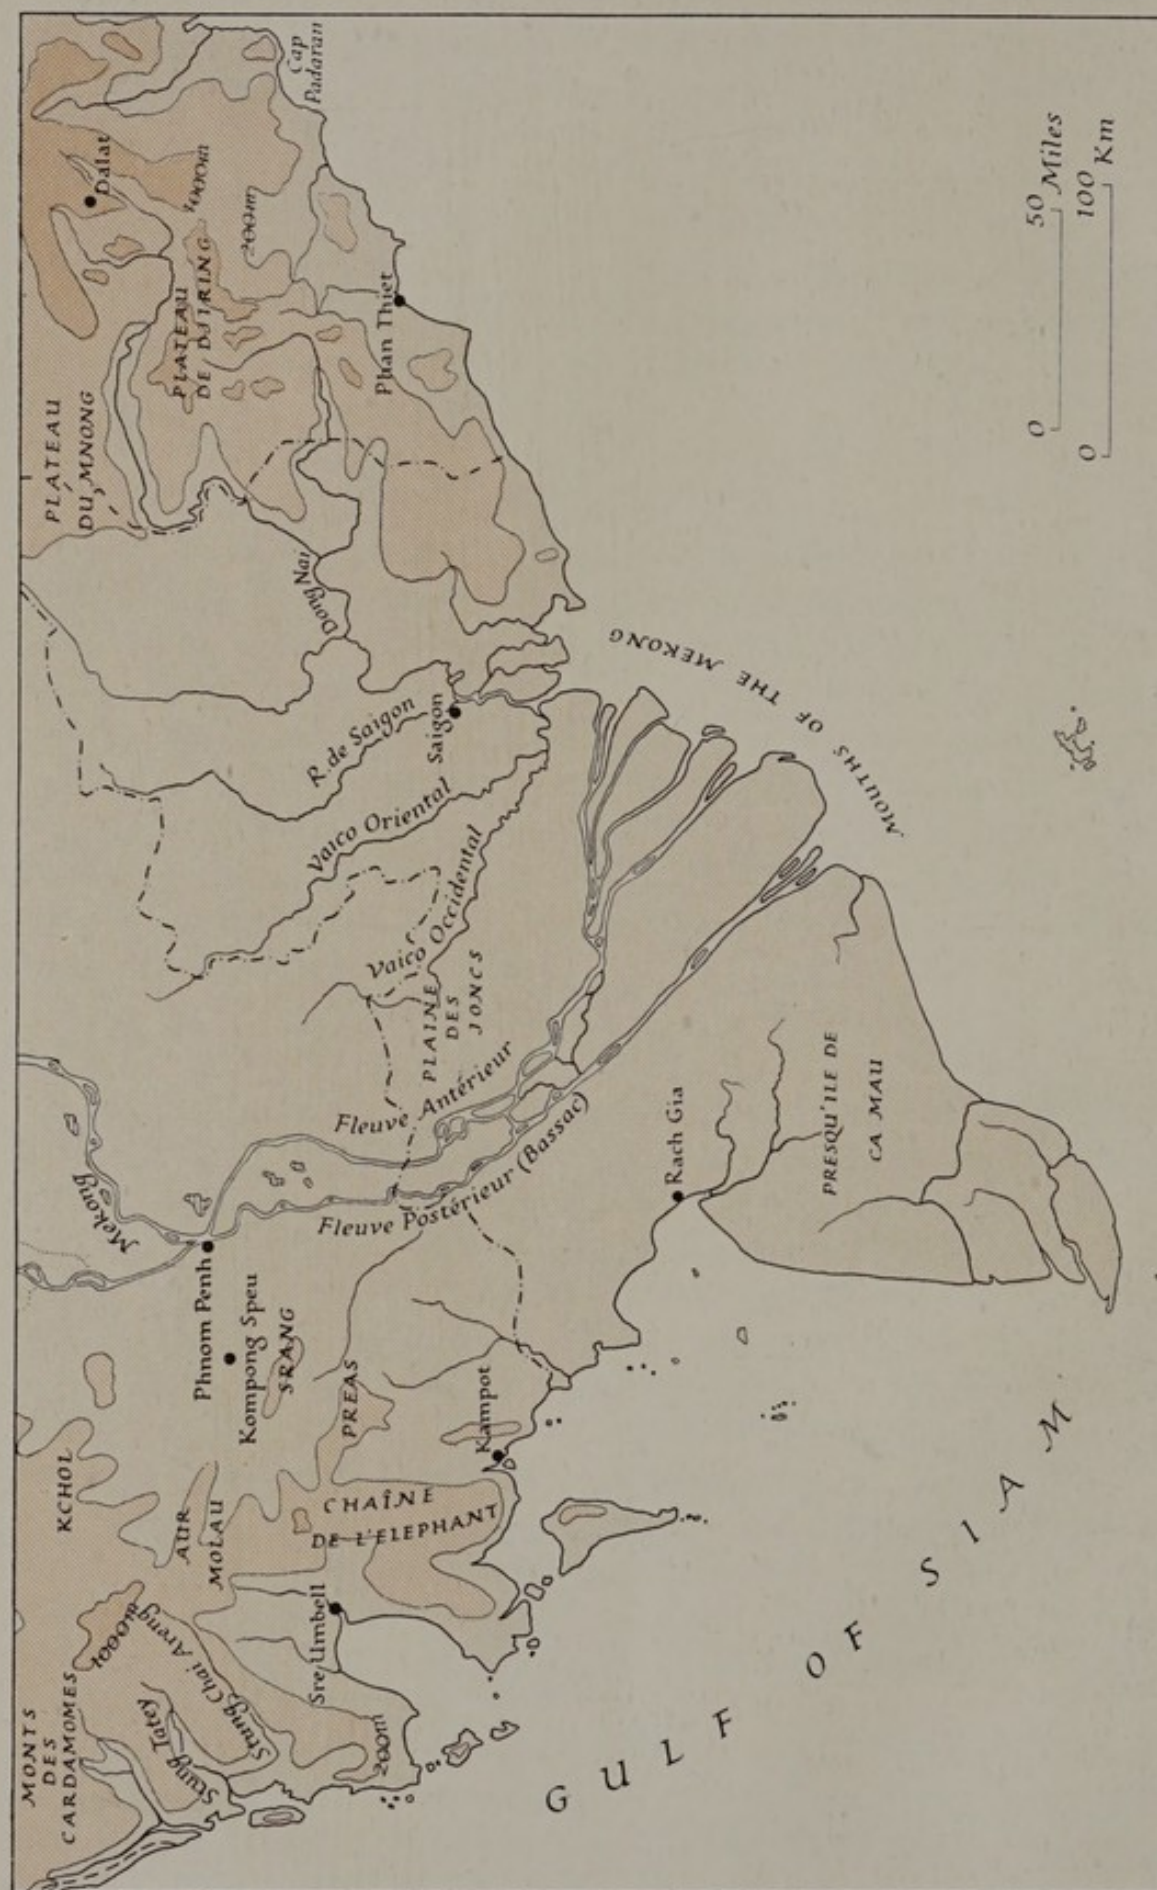 MONTS
DES
CARDAMOMES
1000m
Stung Chai Areng
Stung Tatey
200m
KCHOL
AUR
MOLAU
Sre Umbell
CHAÎNE
DE L'ÉLEPHANT
PREAS
Kampot
Mekong
Phnom Penh
Kompong Speu
SRANG
Fleuve Antérieur
Fleuve Postérieur (Bassac)
PLAINE
DES
JONCS
Vaico Occidental
Vaico Oriental
R. de Saigon
Saigon
Dong Nai
PLATEAU
DU MNONG
PLATEAU
DE DJIRING
Dalat
1000m
200m
Phan Thiet
Cap
Padaran
MOUTHS OF THE MEKONG
Rach Gia
PRESQU'ILE DE
CA MAU
GULF OF SIAM
0 50 Miles
0 100 Km